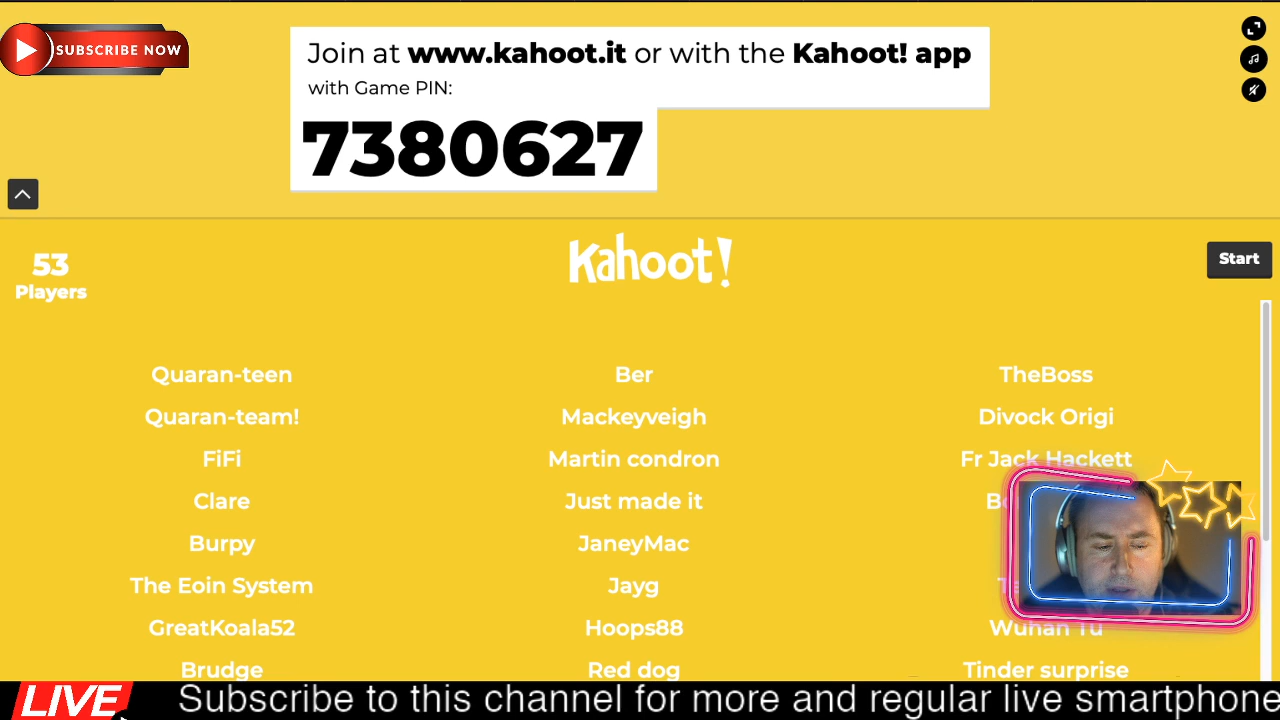 SUBSCRIBE NOW
Join at www.kahoot.it or with the Kahoot! app
with Game PIN:
7380627
53
Players
Kahoot!
Start
Quaran-teen
Ber
TheBoss
Quaran-team!
Mackeyveigh
Divock Origi
FiFi
Martin condron
Fr Jack Hackett
Clare
Just made it
Burpy
JaneyMac
The Eoin System
Jayg
GreatKoala52
Hoops88
Wuhan Tu
Brudge
Red dog
Tinder surprise
LIVE
Subscribe to this channel for more and regular live smartphone